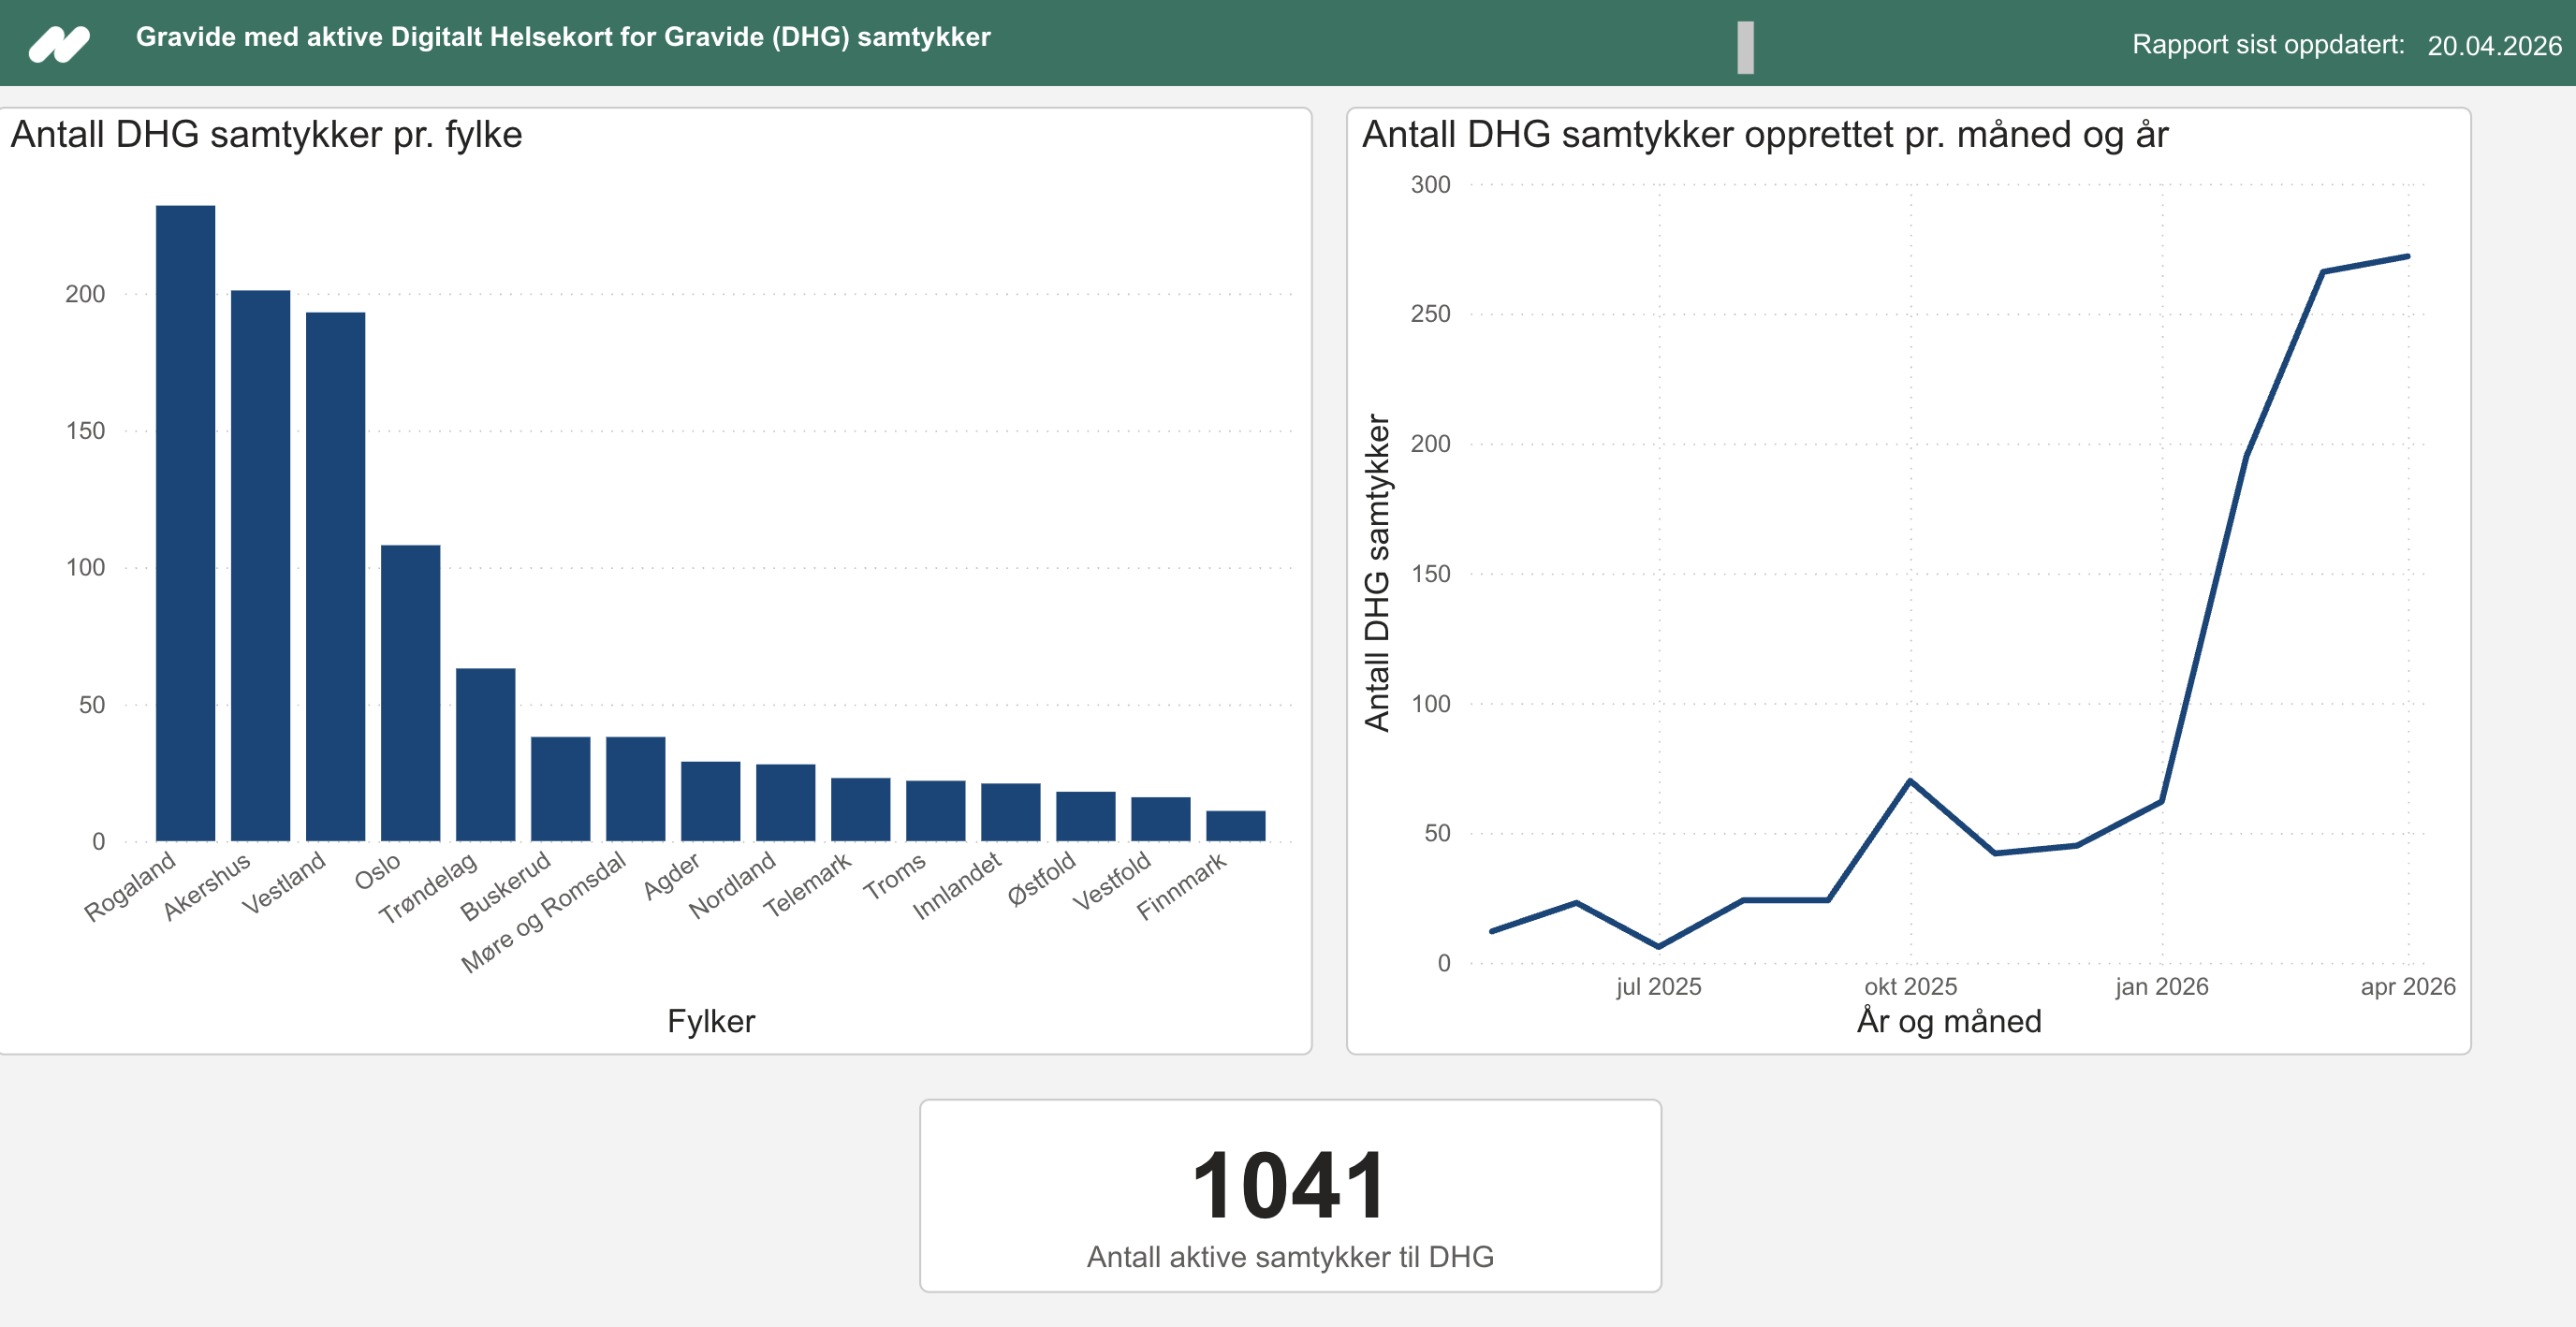 Gravide med aktive Digitalt Helsekort for Gravide (DHG) samtykker
Rapport sist oppdatert: 20.04.2026
Antall DHG samtykker pr. fylke
200
150
100
50
0
Rogaland
Akershus
Vestland
Oslo
Trøndelag
Buskerud
Møre og Romsdal
Agder
Nordland
Telemark
Troms
Innlandet
Østfold
Vestfold
Finnmark
Fylker
Antall DHG samtykker opprettet pr. måned og år
Antall DHG samtykker
300
250
200
150
100
50
0
jul 2025
okt 2025
jan 2026
apr 2026
År og måned
1041
Antall aktive samtykker til DHG